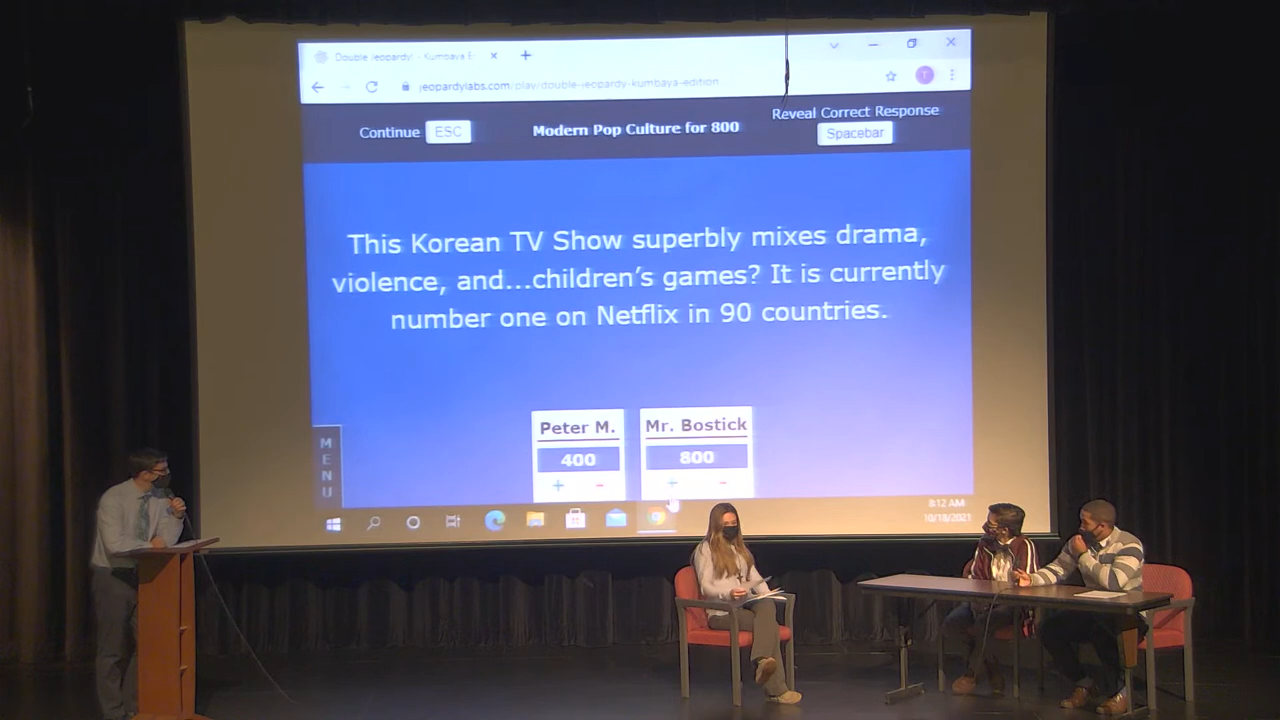 Double Jeopardy! - Kumbaya E
jeopardylabs.com/play/double-jeopardy-kumbaya-edition
T
Continue ESC
Modern Pop Culture for 800
Reveal Correct Response
Spacebar
This Korean TV Show superbly mixes drama,
violence, and...children's games? It is currently
number one on Netflix in 90 countries.
MENU
Peter M.
400
+ -
Mr. Bostick
800
+ -
8:12 AM
10/18/2021